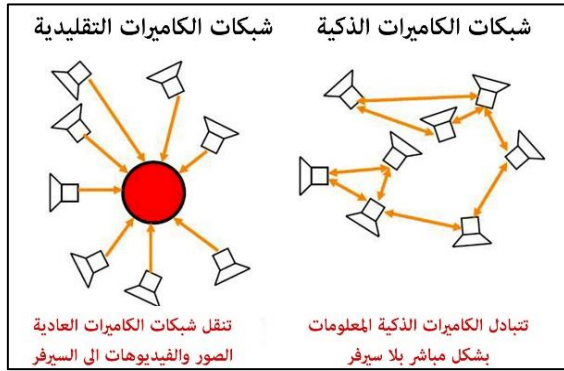 شبكات الكاميرات الذكية
شبكات الكاميرات التقليدية
تتبادل الكاميرات الذكية المعلومات
بشكل مباشر بلا سيرفر
تنقل شبكات الكاميرات العادية
الصور والفيديوهات الى السيرفر